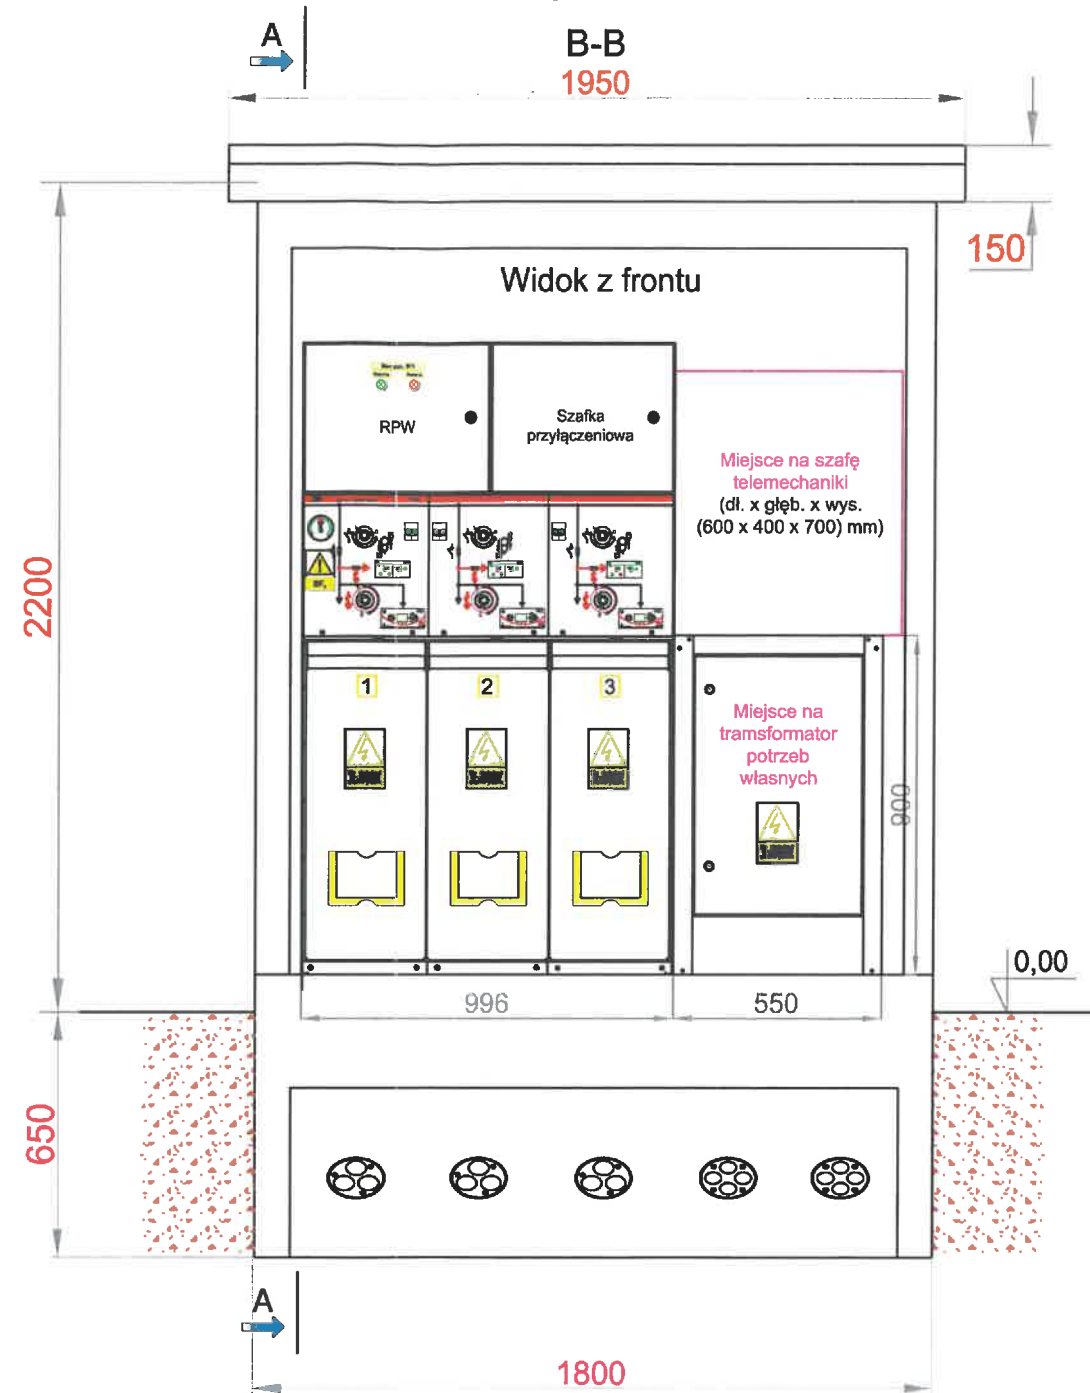 A
B-B
1950
150
Widok z frontu
RPW
Szafka
przyłączeniowa
Miejsce na szafę
telemechaniki
(dł. x głęb. x wys.
(600 x 400 x 700) mm)
2200
1
2
3
Miejsce na
tramsformator
potrzeb
własnych
900
0,00
996
550
650
A
1800